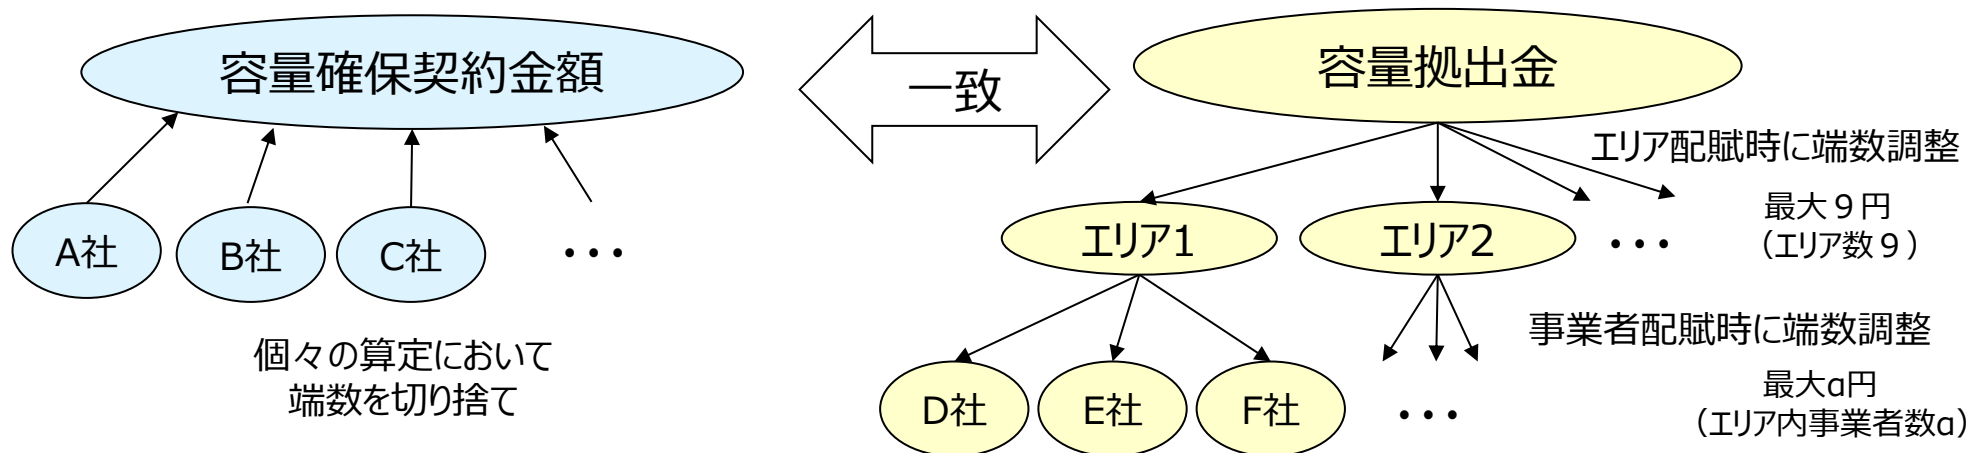 容量確保契約金額
一致
容量拠出金
エリア配賦時に端数調整
最大９円
（エリア数９）
A社
B社
C社
・・・
エリア1
エリア2
・・・
個々の算定において
端数を切り捨て
事業者配賦時に端数調整
最大α円
（エリア内事業者数α）
D社
E社
F社
・・・